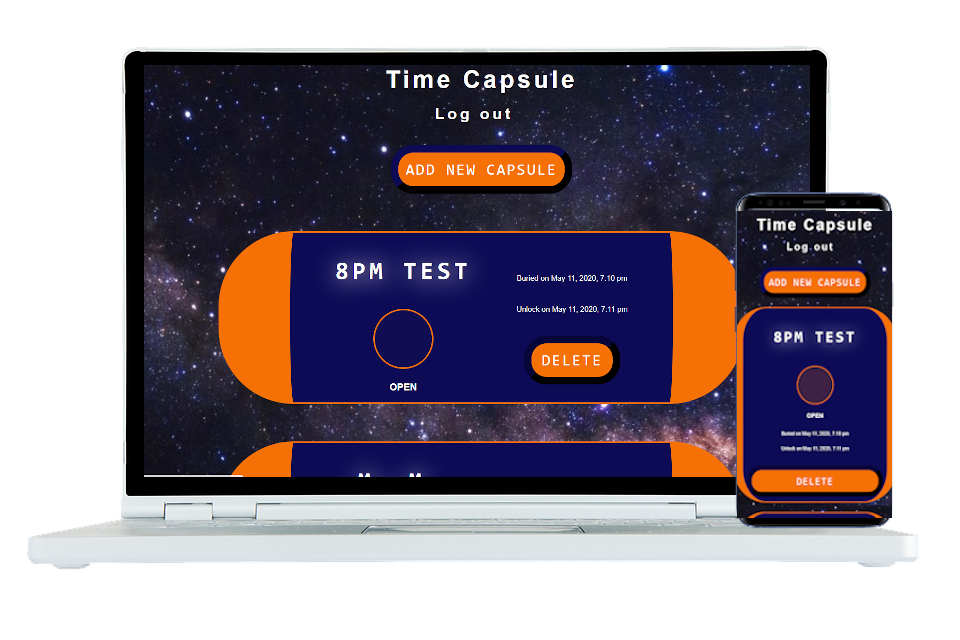 Time Capsule
Log out
ADD NEW CAPSULE
8PM TEST
Buried on May 11, 2020, 7:10 pm
Unlock on May 11, 2020, 7:11 pm
OPEN
DELETE
Time Capsule
Log out
ADD NEW CAPSULE
8PM TEST
OPEN
Buried on May 11, 2020, 7:10 pm
Unlock on May 11, 2020, 7:11 pm
DELETE